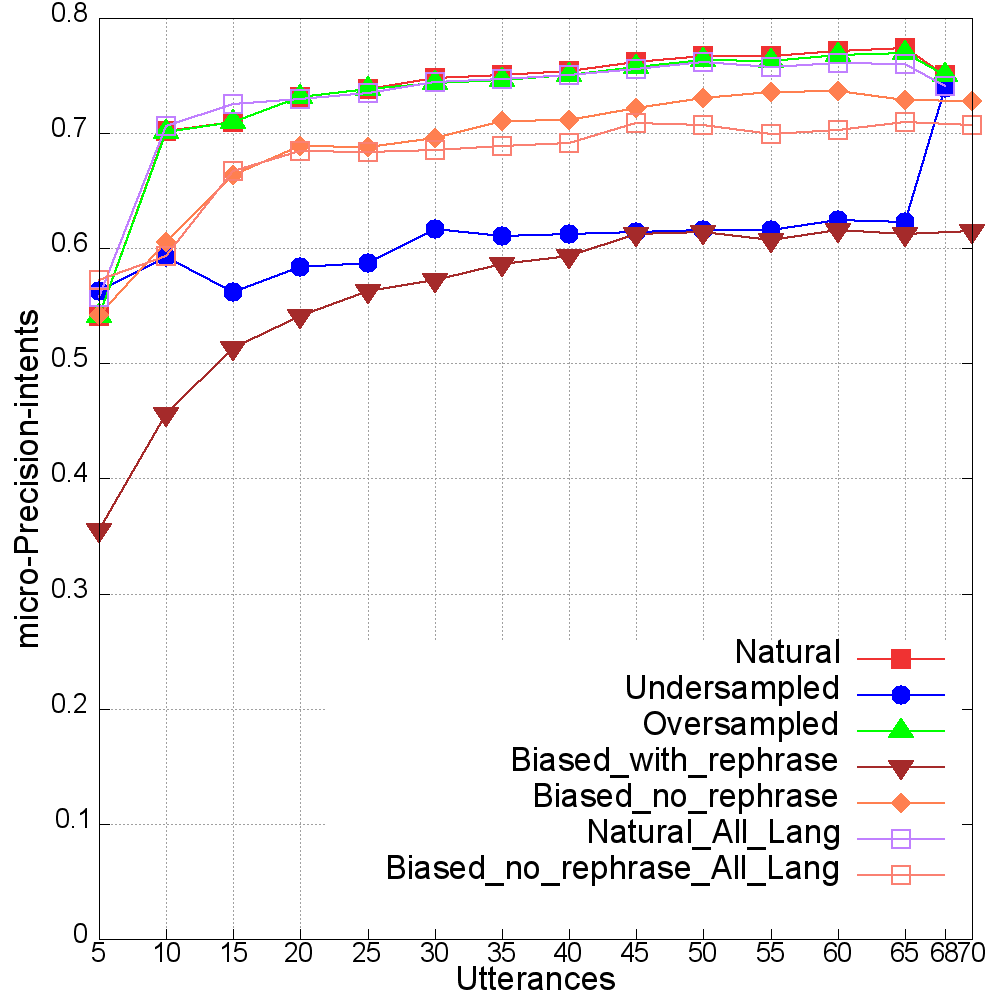 0.8
0.7
0.6
0.5
0.4
0.3
0.2
0.1
0
micro-Precision-intents
Natural
Undersampled
Oversampled
Biased_with_rephrase
Biased_no_rephrase
Natural_All_Lang
Biased_no_rephrase_All_Lang
5 10 15 20 25 30 35 40 45 50 55 60 65 68 70
Utterances